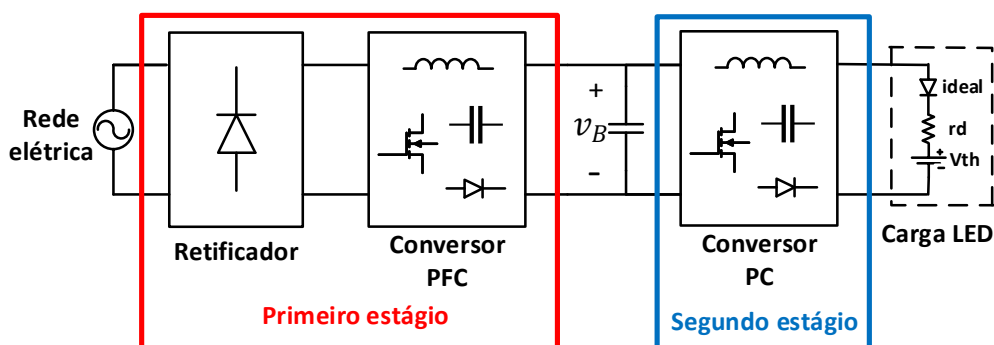 Rede
elétrica
Retificador
Conversor
PFC
Primeiro estágio
+
v_B
-
Conversor
PC
Segundo estágio
ideal
rd
+
Vth
-
Carga LED